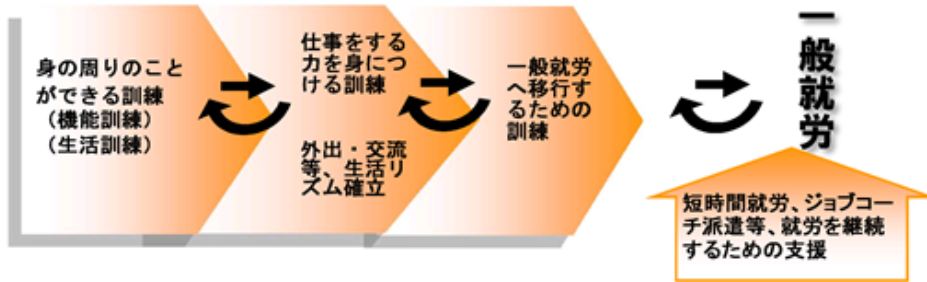 身の周りのこと
ができる訓練
（機能訓練）
（生活訓練）
仕事をする
力を身につ
ける訓練
外出・交流
等、生活リ
ズム確立
一般就労
へ移行す
るための
訓練
一般就労
短時間就労、ジョブコー
チ派遣等、就労を継続
するための支援